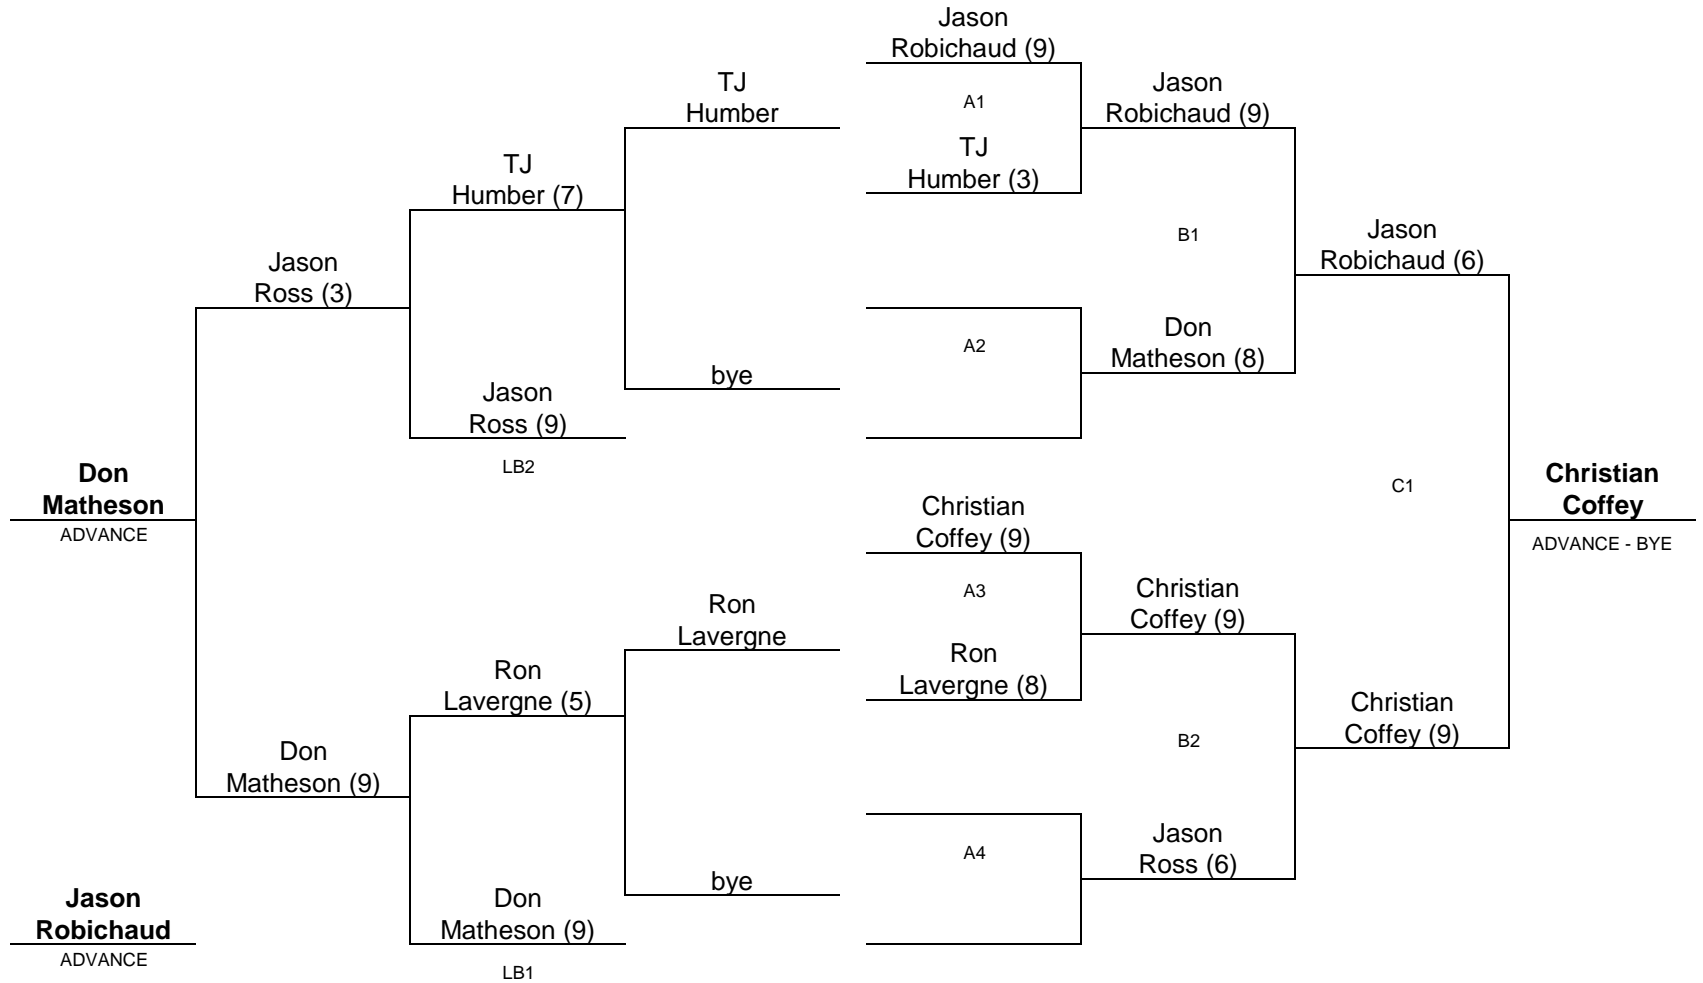 Jason
Robichaud (9)
TJ
Humber
A1
Jason
Robichaud (9)
TJ
Humber (3)
TJ
Humber (7)
B1
Jason
Robichaud (6)
Jason
Ross (3)
A2
Don
Matheson (8)
bye
Jason
Ross (9)
LB2
Don
Matheson
ADVANCE
C1
Christian
Coffey
ADVANCE - BYE
Christian
Coffey (9)
A3
Christian
Coffey (9)
Ron
Lavergne
Ron
Lavergne (8)
Ron
Lavergne (5)
B2
Christian
Coffey (9)
Don
Matheson (9)
A4
Jason
Ross (6)
bye
Jason
Robichaud
ADVANCE
Don
Matheson (9)
LB1